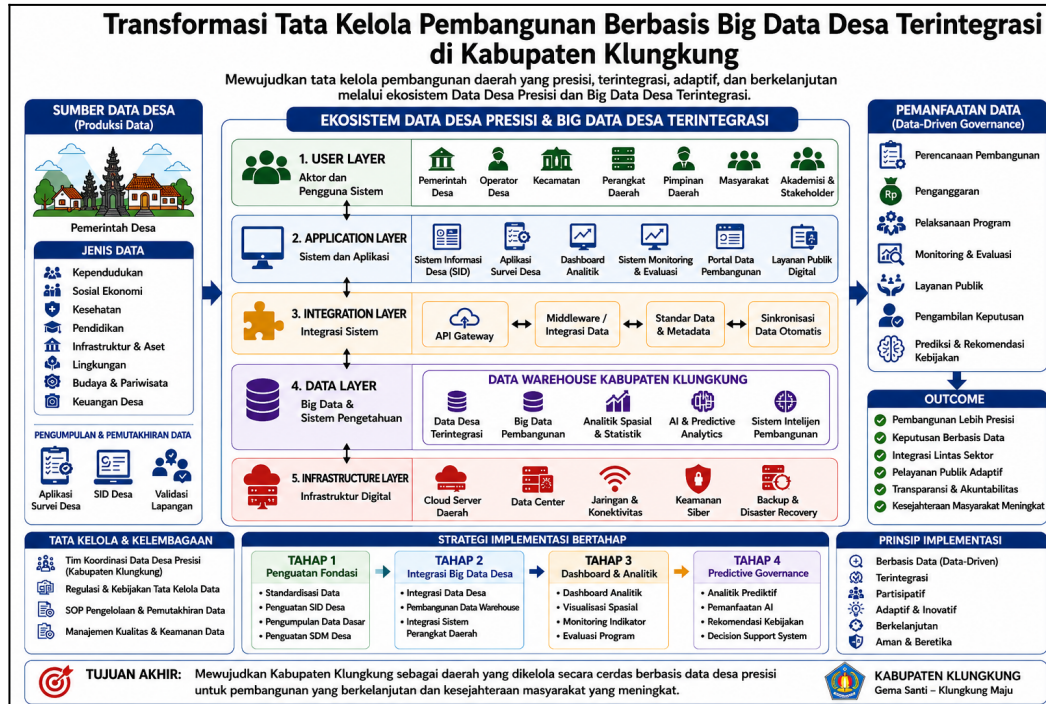 Transformasi Tata Kelola Pembangunan Berbasis Big Data Desa Terintegrasi
di Kabupaten Klungkung
Mewujudkan tata kelola pembangunan daerah yang presisi, terintegrasi, adaptif, dan berkelanjutan
melalui ekosistem Data Desa Presisi dan Big Data Desa Terintegrasi.
SUMBER DATA DESA
(Produksi Data)
Pemerintah Desa
JENIS DATA
Kependudukan
Sosial Ekonomi
Kesehatan
Pendidikan
Infrastruktur & Aset
Lingkungan
Budaya & Pariwisata
Keuangan Desa
PENGUMPULAN & PEMUTAKHIRAN DATA
Aplikasi
Survei Desa
SID Desa
Validasi
Lapangan
EKOSISTEM DATA DESA PRESISI & BIG DATA DESA TERINTEGRASI
1. USER LAYER
Aktor dan
Pengguna Sistem
Pemerintah
Desa
Operator
Desa
Kecamatan
Perangkat
Daerah
Pimpinan
Daerah
Masyarakat
Akademisi &
Stakeholder
2. APPLICATION LAYER
Sistem dan Aplikasi
Sistem Informasi
Desa (SID)
Aplikasi
Survei Desa
Dashboard
Analitik
Sistem Monitoring
& Evaluasi
Portal Data
Pembangunan
Layanan Publik
Digital
3. INTEGRATION LAYER
Integrasi Sistem
API Gateway
Middleware /
Integrasi Data
Standar Data
& Metadata
Sinkronisasi
Data Otomatis
4. DATA LAYER
Big Data &
Sistem Pengetahuan
DATA WAREHOUSE KABUPATEN KLUNGKUNG
Data Desa
Terintegrasi
Big Data
Pembangunan
Analitik Spasial
& Statistik
AI & Predictive
Analytics
Sistem Intelijen
Pembangunan
5. INFRASTRUCTURE LAYER
Infrastruktur Digital
Cloud Server
Daerah
Data Center
Jaringan &
Konektivitas
Keamanan
Siber
Backup &
Disaster Recovery
PEMANFAATAN DATA
(Data-Driven Governance)
Perencanaan Pembangunan
Rp
Penganggaran
Pelaksanaan Program
Monitoring & Evaluasi
Layanan Publik
Pengambilan Keputusan
Prediksi & Rekomendasi
Kebijakan
OUTCOME
Pembangunan Lebih Presisi
Keputusan Berbasis Data
Integrasi Lintas Sektor
Pelayanan Publik Adaptif
Transparansi & Akuntabilitas
Kesejahteraan Masyarakat Meningkat
TATA KELOLA & KELEMBAGAAN
Tim Koordinasi Data Desa Presisi
(Kabupaten Klungkung)
Regulasi & Kebijakan Tata Kelola Data
SOP Pengelolaan & Pemutakhiran Data
Manajemen Kualitas & Keamanan Data
STRATEGI IMPLEMENTASI BERTAHAP
TAHAP 1
Penguatan Fondasi
• Standardisasi Data
• Penguatan SID Desa
• Pengumpulan Data Dasar
• Penguatan SDM Desa
TAHAP 2
Integrasi Big Data Desa
• Integrasi Data Desa
• Pembangunan Data Warehouse
• Integrasi Sistem
Perangkat Daerah
TAHAP 3
Dashboard & Analitik
• Dashboard Analitik
• Visualisasi Spasial
• Monitoring Indikator
• Evaluasi Program
TAHAP 4
Predictive Governance
• Analitik Prediktif
• Pemanfaatan AI
• Rekomendasi Kebijakan
• Decision Support System
PRINSIP IMPLEMENTASI
Berbasis Data (Data-Driven)
Terintegrasi
Partisipatif
Adaptif & Inovatif
Berkelanjutan
Aman & Beretika
TUJUAN AKHIR: Mewujudkan Kabupaten Klungkung sebagai daerah yang dikelola secara cerdas berbasis data desa presisi
untuk pembangunan yang berkelanjutan dan kesejahteraan masyarakat yang meningkat.
KABUPATEN KLUNGKUNG
Gema Santi – Klungkung Maju